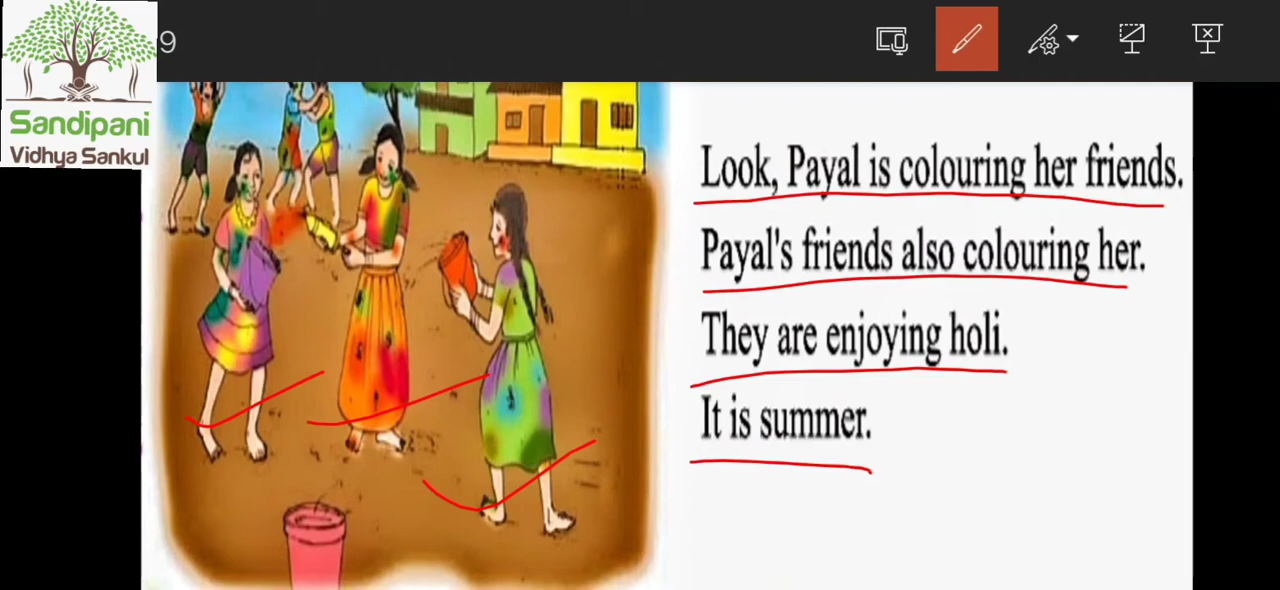 9
Sandipani
Vidhya Sankul
Look, Payal is colouring her friends.
Payal's friends also colouring her.
They are enjoying holi.
It is summer.